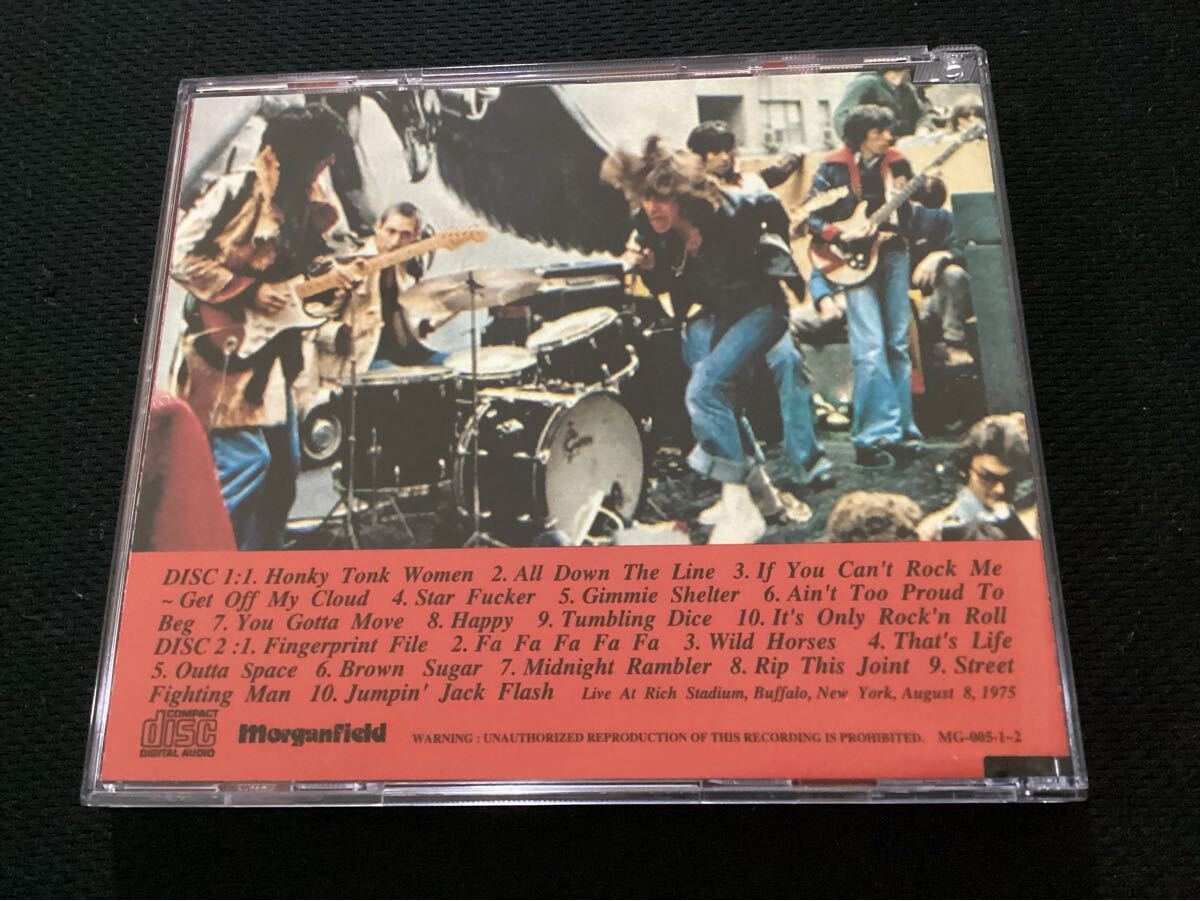 DISC 1:1. Honky Tonk Women 2. All Down The Line 3. If You Can't Rock Me
~ Get Off My Cloud 4. Star Fucker 5. Gimmie Shelter 6. Ain't Too Proud To
Beg 7. You Gotta Move 8. Happy 9. Tumbling Dice 10. It's Only Rock'n Roll
DISC 2 :1. Fingerprint File 2. Fa Fa Fa Fa Fa 3. Wild Horses 4. That's Life
5. Outta Space 6. Brown Sugar 7. Midnight Rambler 8. Rip This Joint 9. Street
Fighting Man 10. Jumpin' Jack Flash Live At Rich Stadium, Buffalo, New York, August 8, 1975
COMPACT
disc
DIGITAL AUDIO
Morganfield
WARNING : UNAUTHORIZED REPRODUCTION OF THIS RECORDING IS PROHIBITED. MG-005-1~2